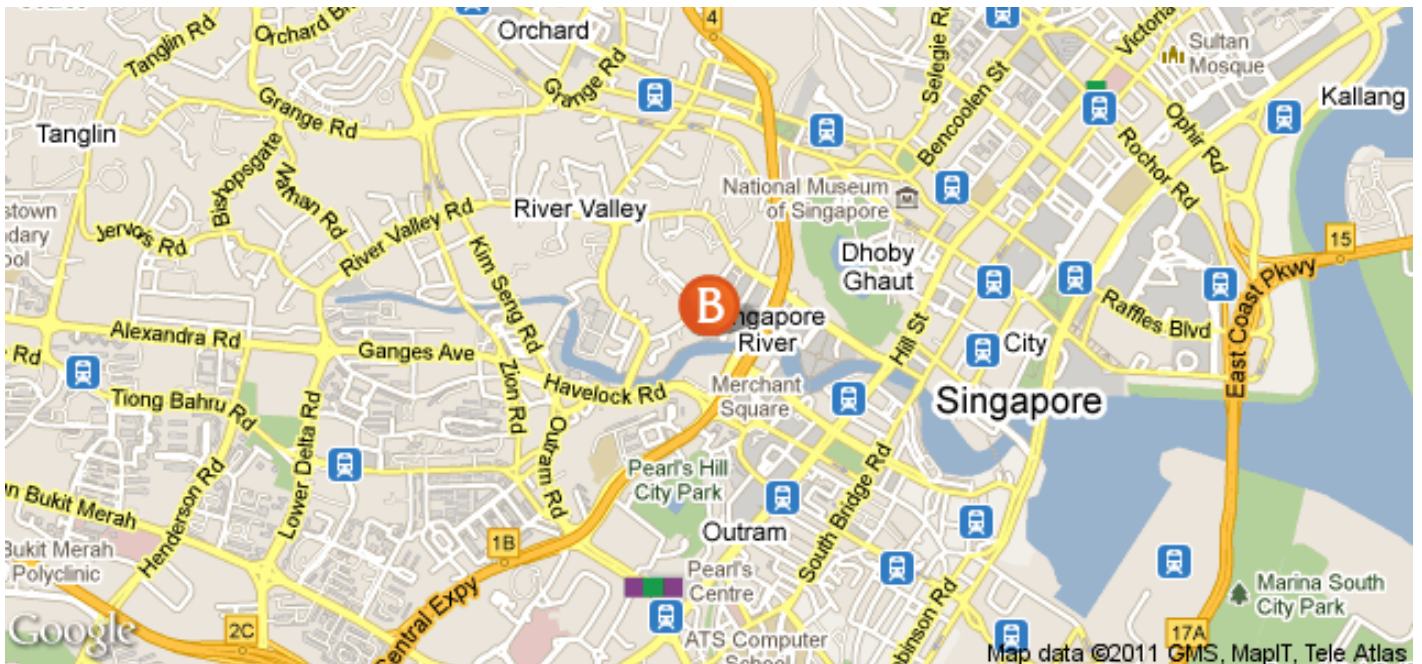 Tanglin Rd
Orchard
4
Selegie Rd
Victoria
Sultan
Mosque
Grange Rd
Bencoolen St
Kallang
Tanglin
Grange Rd
Ophir Rd
Rochor Rd
Bishopsgate
Nathan Rd
National Museum
of Singapore
River Valley
River Valley Rd
Jervois Rd
Kim Seng Rd
Dhoby
Ghaut
15
East Coast Pkwy
Raffles Blvd
B
River
Hill St
City
Alexandra Rd
Ganges Ave
Zion Rd
Havelock Rd
Merchant
Square
Singapore
Tiong Bahru Rd
Lower Delta Rd
Outram Rd
Pearl's Hill
City Park
South Bridge Rd
Henderson Rd
Bukit Merah
Outram
1B
Bukit Merah
Polyclinic
Pearl's
Centre
Marina South
City Park
Central Expy
2C
17A
ATS Computer
School
Google
Map data ©2011 GMS, MapIT, Tele Atlas